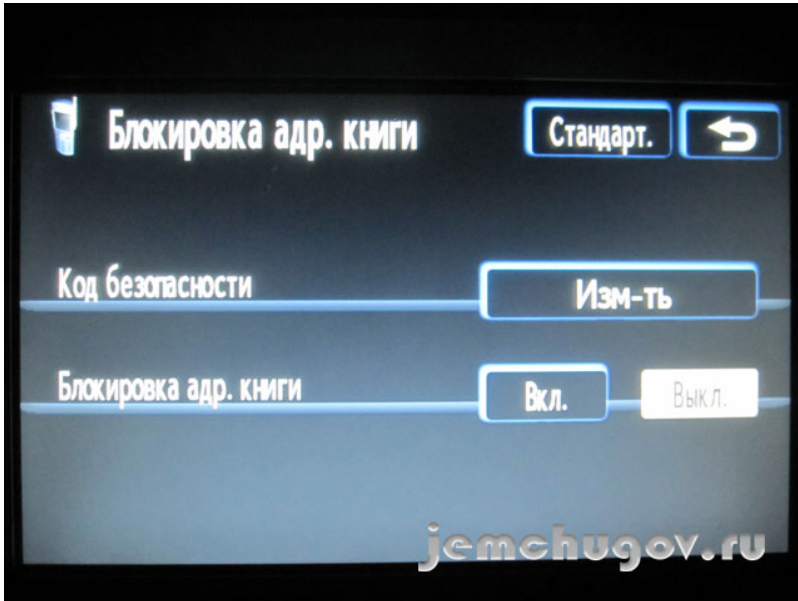 Блокировка адр. книги
Стандарт.
Код безопасности
Изм-ть
Блокировка адр. книги
Вкл.
Выкл.
jemchugov.ru